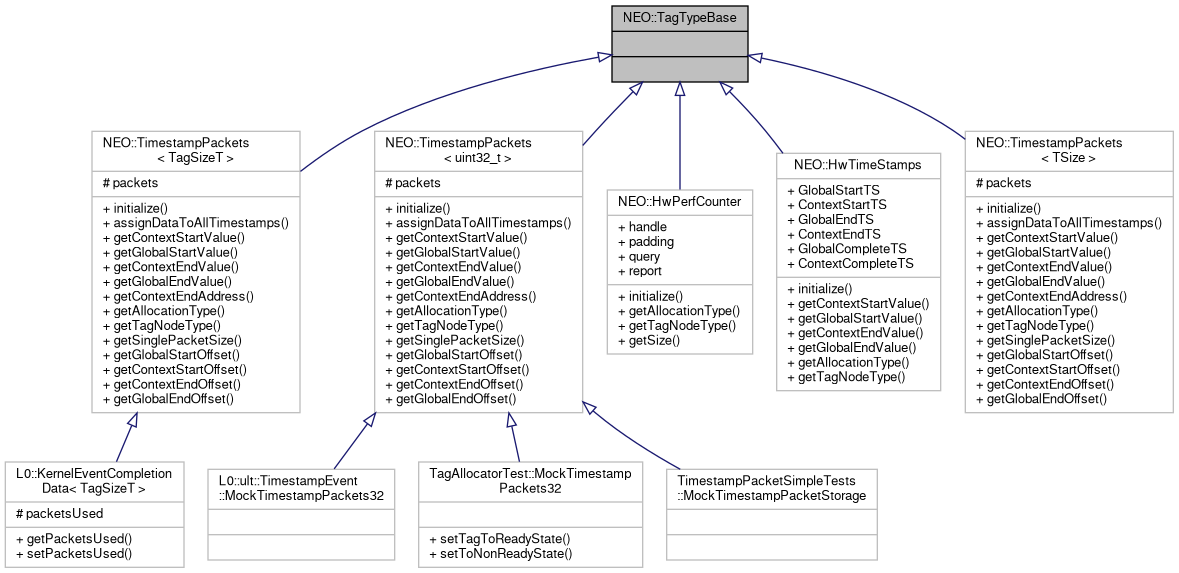 NEO::TagTypeBase
NEO::TimestampPackets
< TagSizeT >
# packets
+ initialize()
+ assignDataToAllTimestamps()
+ getContextStartValue()
+ getGlobalStartValue()
+ getContextEndValue()
+ getGlobalEndValue()
+ getContextEndAddress()
+ getAllocationType()
+ getTagNodeType()
+ getSinglePacketSize()
+ getGlobalStartOffset()
+ getContextStartOffset()
+ getContextEndOffset()
+ getGlobalEndOffset()
NEO::TimestampPackets
< uint32_t >
# packets
+ initialize()
+ assignDataToAllTimestamps()
+ getContextStartValue()
+ getGlobalStartValue()
+ getContextEndValue()
+ getGlobalEndValue()
+ getContextEndAddress()
+ getAllocationType()
+ getTagNodeType()
+ getSinglePacketSize()
+ getGlobalStartOffset()
+ getContextStartOffset()
+ getContextEndOffset()
+ getGlobalEndOffset()
NEO::HwPerfCounter
+ handle
+ padding
+ query
+ report
+ initialize()
+ getAllocationType()
+ getTagNodeType()
+ getSize()
NEO::HwTimeStamps
+ GlobalStartTS
+ ContextStartTS
+ GlobalEndTS
+ ContextEndTS
+ GlobalCompleteTS
+ ContextCompleteTS
+ initialize()
+ getContextStartValue()
+ getGlobalStartValue()
+ getContextEndValue()
+ getGlobalEndValue()
+ getAllocationType()
+ getTagNodeType()
NEO::TimestampPackets
< TSize >
# packets
+ initialize()
+ assignDataToAllTimestamps()
+ getContextStartValue()
+ getGlobalStartValue()
+ getContextEndValue()
+ getGlobalEndValue()
+ getContextEndAddress()
+ getAllocationType()
+ getTagNodeType()
+ getSinglePacketSize()
+ getGlobalStartOffset()
+ getContextStartOffset()
+ getContextEndOffset()
+ getGlobalEndOffset()
L0::KernelEventCompletion
Data< TagSizeT >
# packetsUsed
+ getPacketsUsed()
+ setPacketsUsed()
L0::ult::TimestampEvent
::MockTimestampPackets32
TagAllocatorTest::MockTimestamp
Packets32
+ setTagToReadyState()
+ setToNonReadyState()
TimestampPacketSimpleTests
::MockTimestampPacketStorage